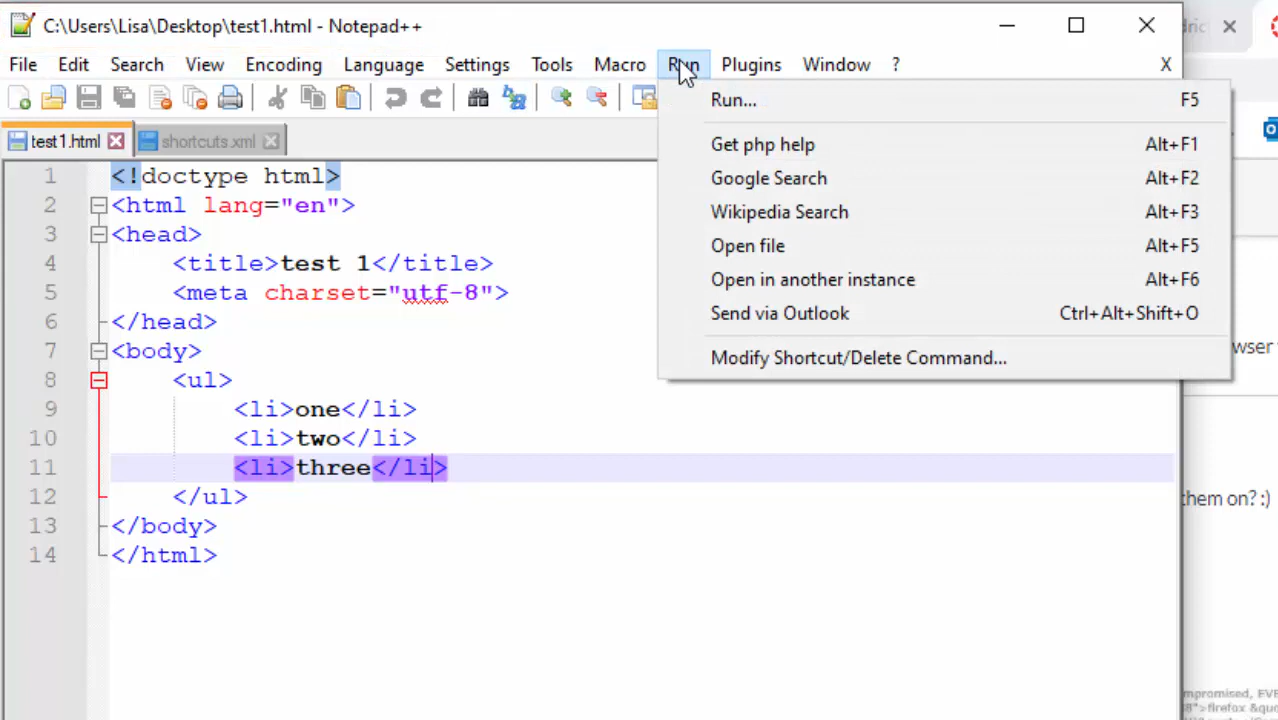 C:\Users\Lisa\Desktop\test1.html - Notepad++
File Edit Search View Encoding Language Settings Tools Macro Run Plugins Window ? X
Run... F5
test1.html shortcuts.xml
Get php help Alt+F1
Google Search Alt+F2
Wikipedia Search Alt+F3
Open file Alt+F5
Open in another instance Alt+F6
Send via Outlook Ctrl+Alt+Shift+O
Modify Shortcut/Delete Command...
1 <!doctype html>
2 <html lang="en">
3 <head>
4 <title>test 1</title>
5 <meta charset="utf-8">
6 </head>
7 <body>
8 <ul>
9 <li>one</li>
10 <li>two</li>
11 <li>three</li>
12 </ul>
13 </body>
14 </html>
them on? :)